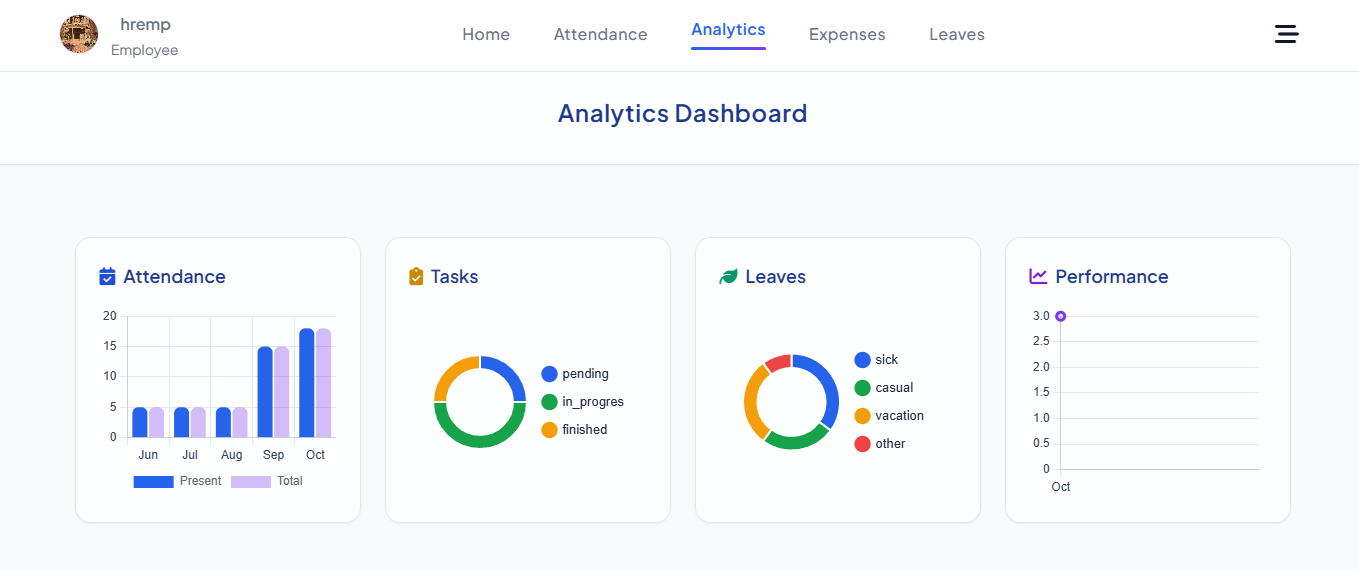 hremp
Employee
Home Attendance Analytics Expenses Leaves
Analytics Dashboard
Attendance
20
15
10
5
0
Jun Jul Aug Sep Oct
Present Total
Tasks
pending
in_progres
finished
Leaves
sick
casual
vacation
other
Performance
3.0
2.5
2.0
1.5
1.0
0.5
0
Oct